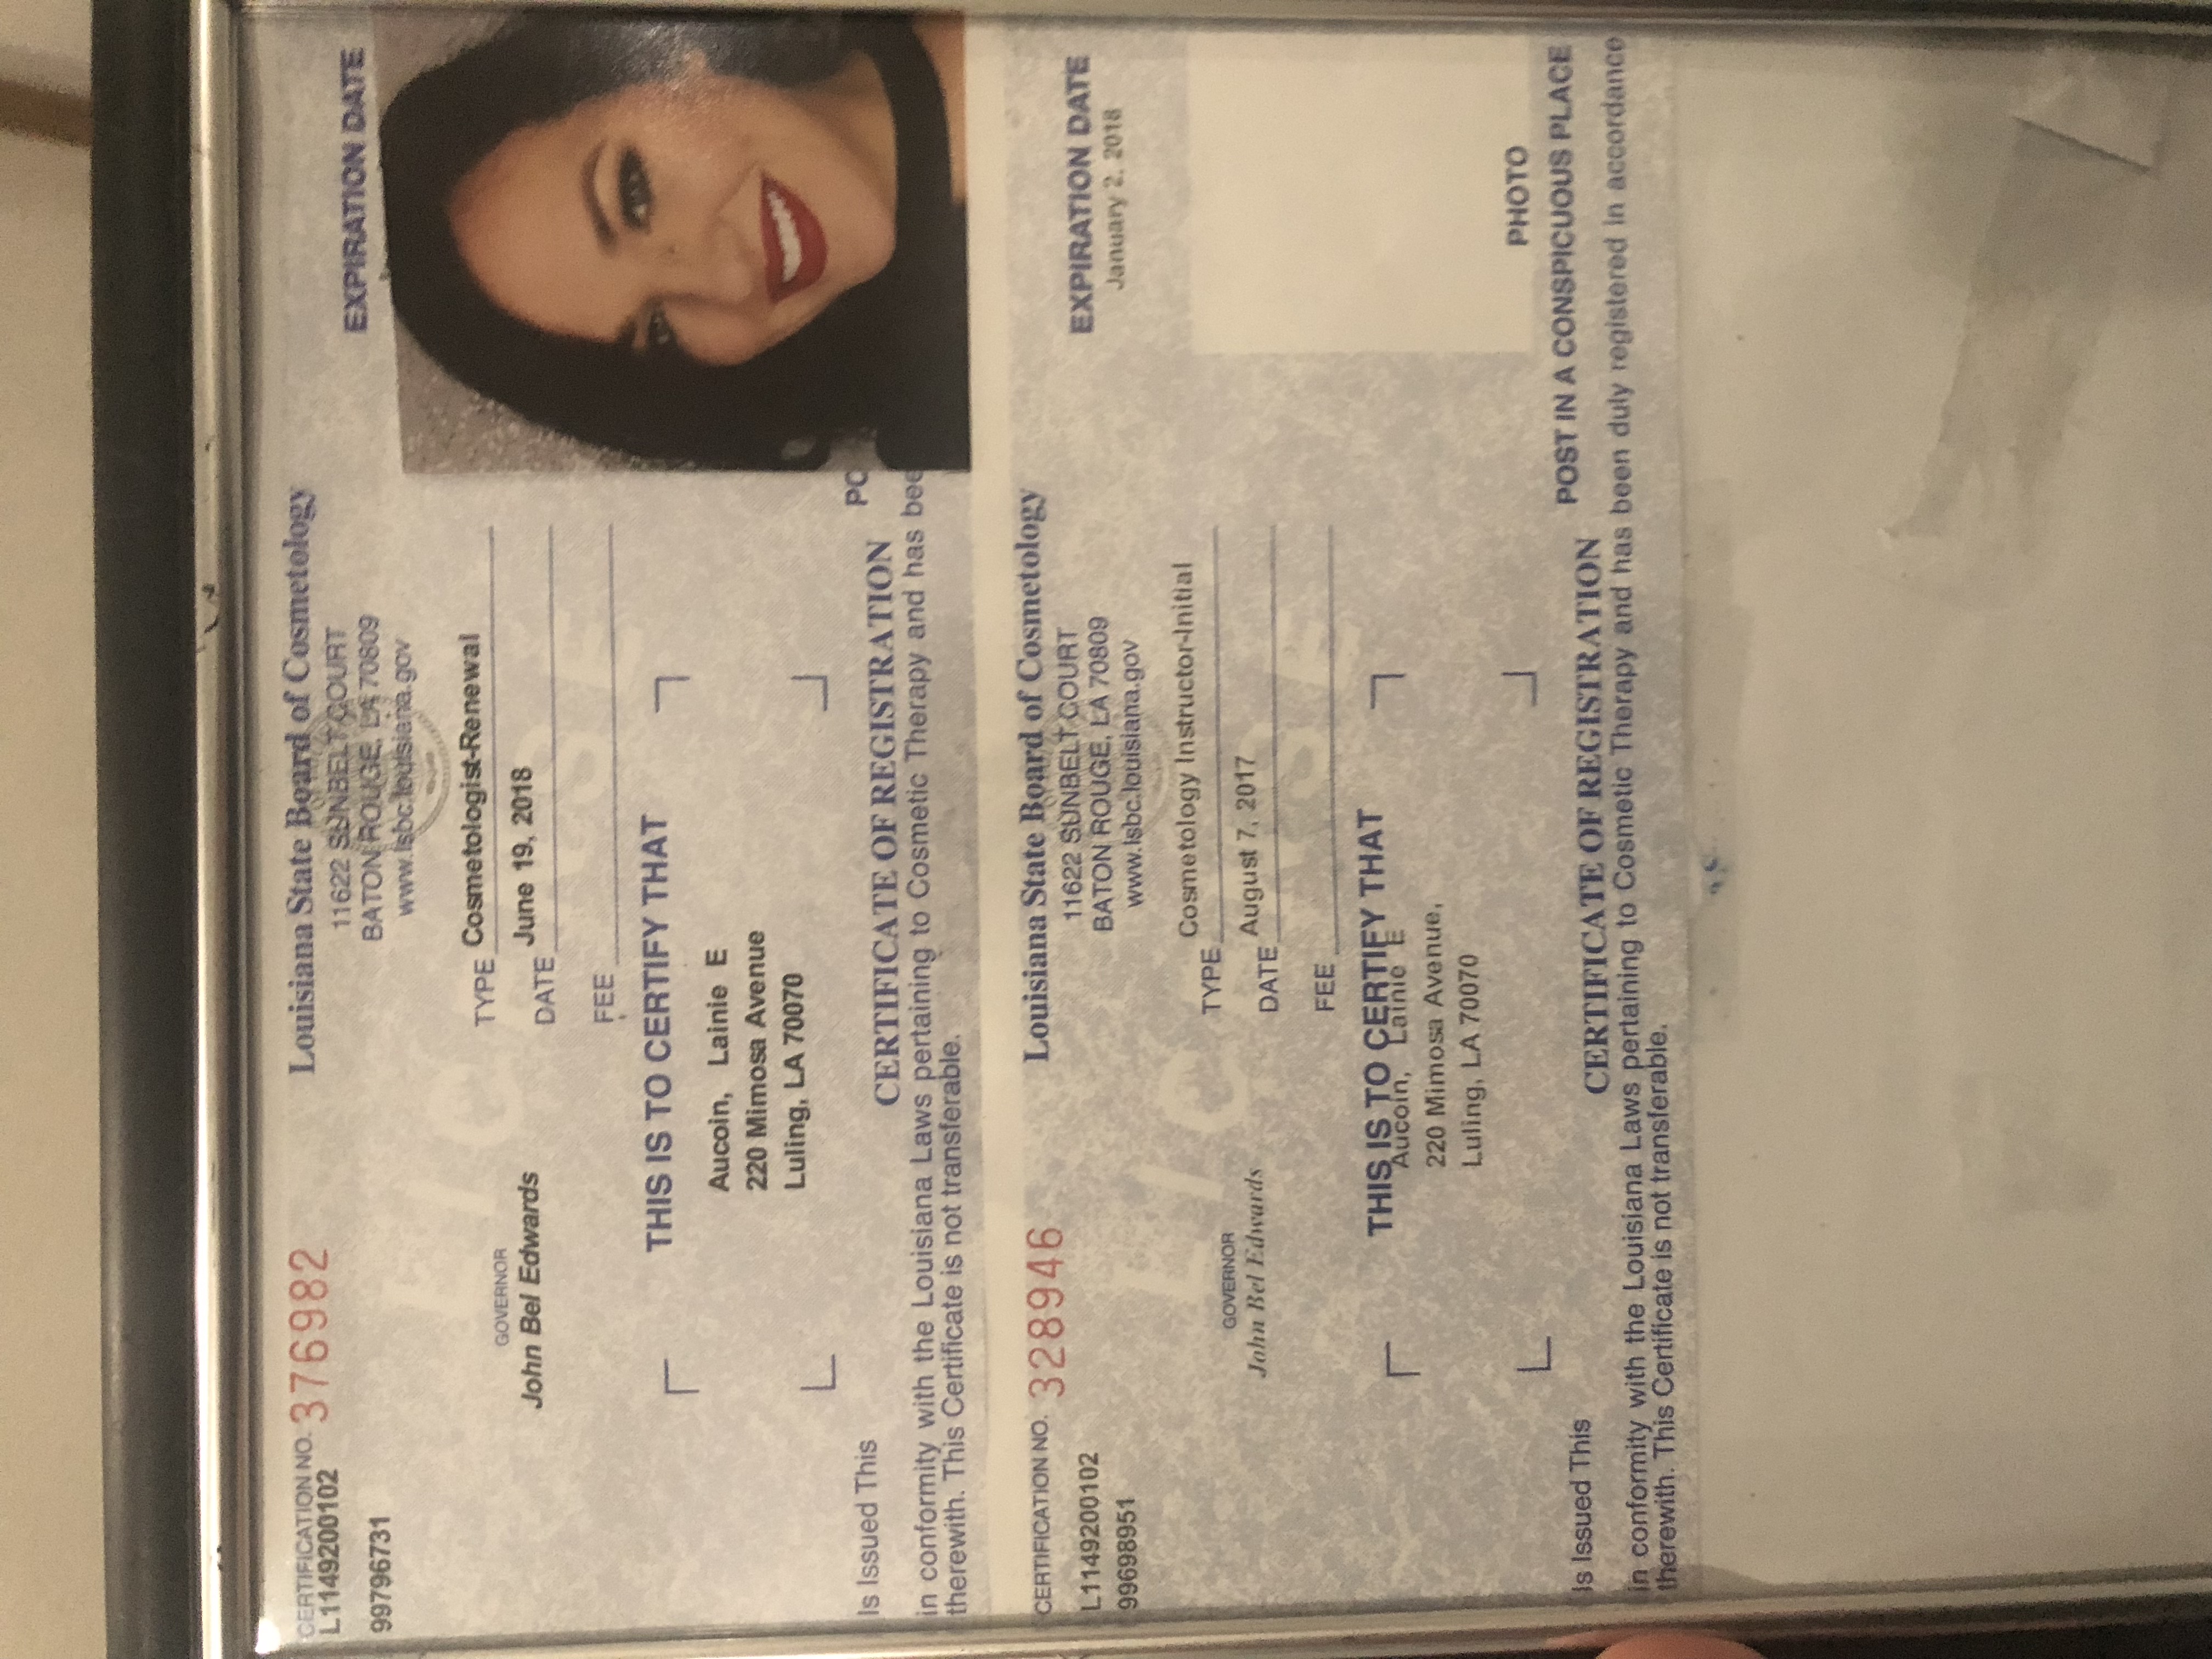 CERTIFICATION NO. 376982
L1149200102
99796731
Louisiana State Board of Cosmetology
11622 SUNBELT COURT
BATON ROUGE, LA 70809
www.lsbc.louisiana.gov
EXPIRATION DATE
GOVERNOR
John Bel Edwards
TYPE Cosmetologist-Renewal
DATE June 19, 2018
FEE
THIS IS TO CERTIFY THAT
Aucoin, Lainie E
220 Mimosa Avenue
Luling, LA 70070
Is Issued This
CERTIFICATE OF REGISTRATION
PO
in conformity with the Louisiana Laws pertaining to Cosmetic Therapy and has bee
therewith. This Certificate is not transferable.
LICENSE
CERTIFICATION NO. 328946
L1149200102
99698951
Louisiana State Board of Cosmetology
11622 SUNBELT COURT
BATON ROUGE, LA 70809
www.lsbc.louisiana.gov
EXPIRATION DATE
January 2, 2018
GOVERNOR
John Bel Edwards
TYPE Cosmetology Instructor-Initial
DATE August 7, 2017
FEE
THIS IS TO CERTIFY THAT
Aucoin, Lainie E
220 Mimosa Avenue,
Luling, LA 70070
PHOTO
POST IN A CONSPICUOUS PLACE
Is Issued This
CERTIFICATE OF REGISTRATION
in conformity with the Louisiana Laws pertaining to Cosmetic Therapy and has been duly registered in accordance
therewith. This Certificate is not transferable.
LICENSE